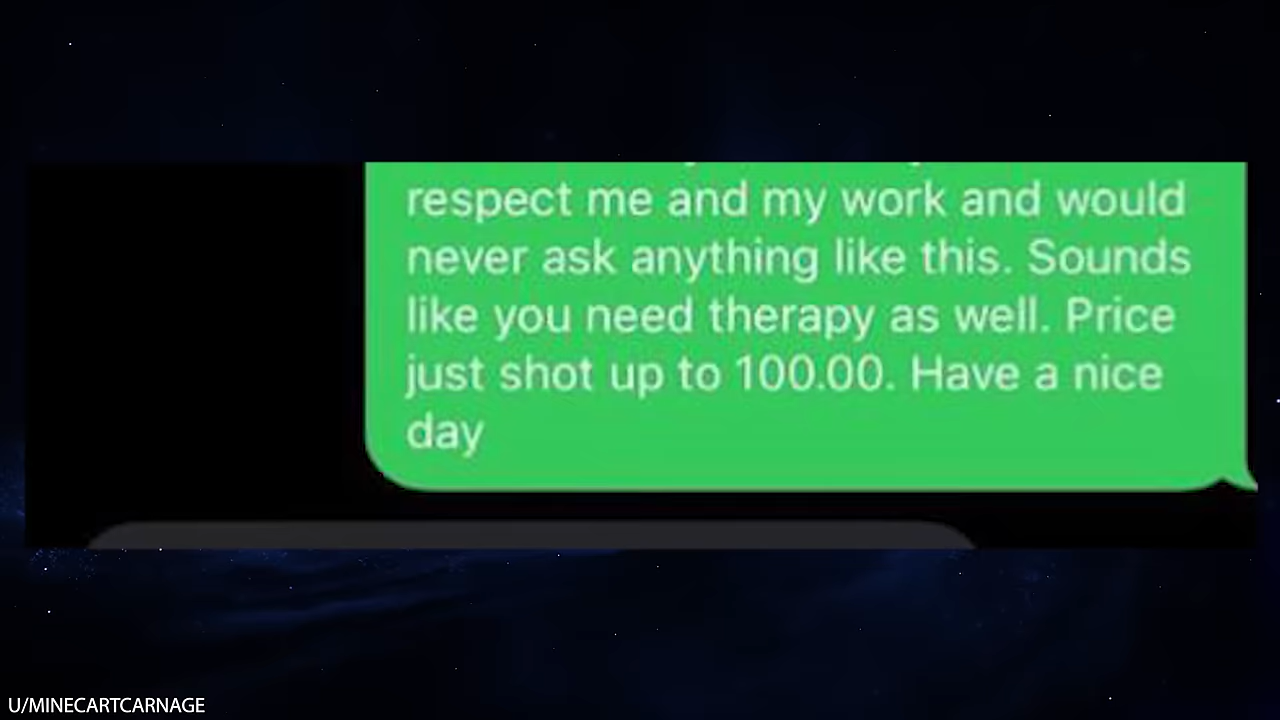 respect me and my work and would
never ask anything like this. Sounds
like you need therapy as well. Price
just shot up to 100.00. Have a nice
day
U/MINECARTCARNAGE